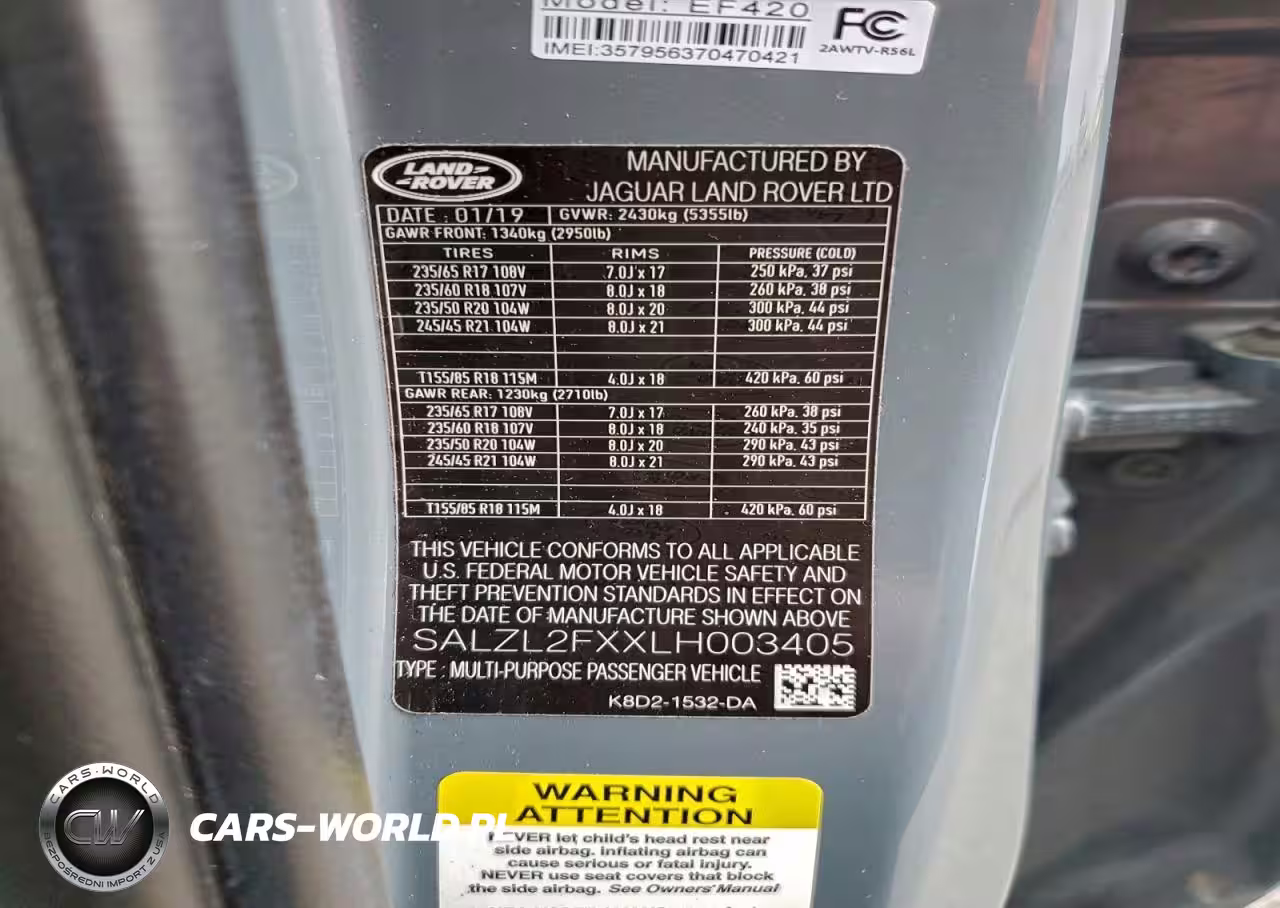 Model: EF420
IMEI:357956370470421
FC
2AWTV-R56L
LAND-
-ROVER
MANUFACTURED BY
JAGUAR LAND ROVER LTD
DATE : 01/19 GVWR: 2430kg (5355lb)
GAWR FRONT: 1340kg (2950lb)
TIRES RIMS PRESSURE (COLD)
235/65 R17 108V 7.0J x 17 250 kPa, 37 psi
235/60 R18 107V 8.0J x 18 260 kPa, 38 psi
235/50 R20 104W 8.0J x 20 300 kPa, 44 psi
245/45 R21 104W 8.0J x 21 300 kPa, 44 psi
T155/85 R18 115M 4.0J x 18 420 kPa, 60 psi
GAWR REAR: 1230kg (2710lb)
235/65 R17 108V 7.0J x 17 260 kPa, 38 psi
235/60 R18 107V 8.0J x 18 240 kPa, 35 psi
235/50 R20 104W 8.0J x 20 290 kPa, 43 psi
245/45 R21 104W 8.0J x 21 290 kPa, 43 psi
T155/85 R18 115M 4.0J x 18 420 kPa, 60 psi
THIS VEHICLE CONFORMS TO ALL APPLICABLE
U.S. FEDERAL MOTOR VEHICLE SAFETY AND
THEFT PREVENTION STANDARDS IN EFFECT ON
THE DATE OF MANUFACTURE SHOWN ABOVE
SALZL2FXXLH003405
TYPE : MULTI-PURPOSE PASSENGER VEHICLE
K8D2-1532-DA
WARNING
ATTENTION
NEVER let child's head rest near
side airbag. inflating airbag can
cause serious or fatal injury.
NEVER use seat covers that block
the side airbag. See Owners' Manual
CARS-WORLD
CW
BEZPOŚREDNI IMPORT Z USA
CARS-WORLD.PL